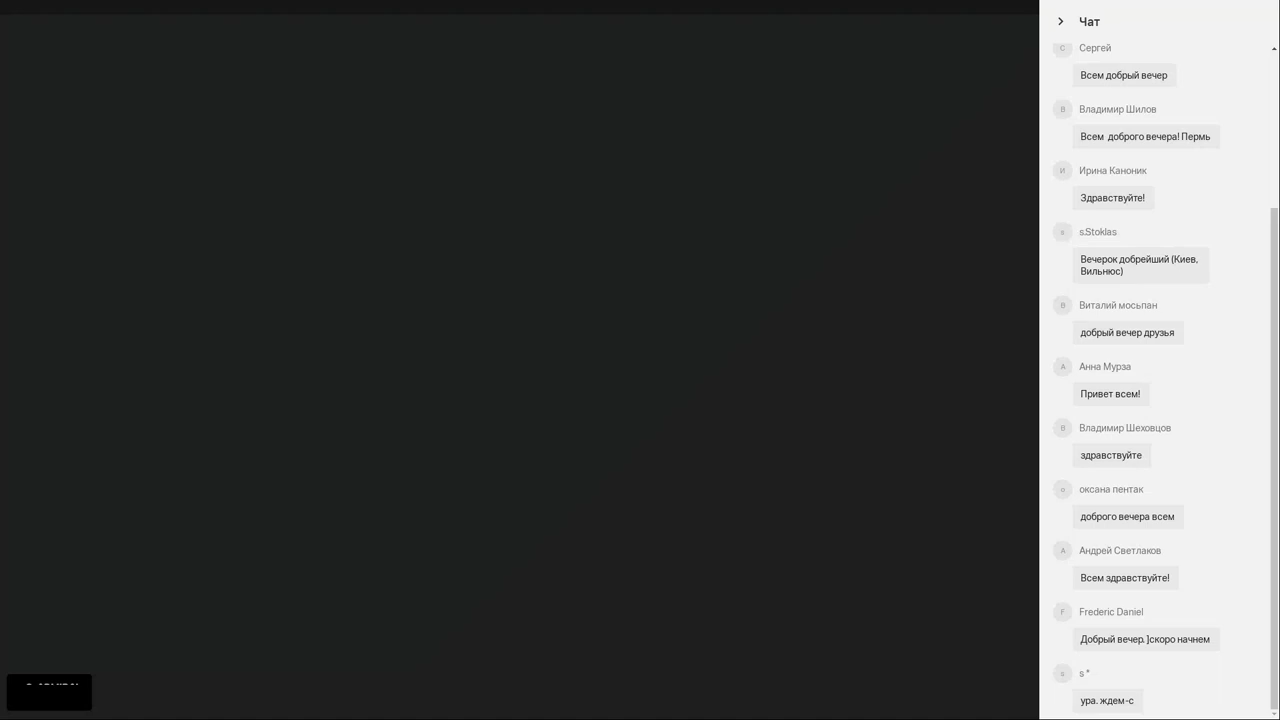 Чат
С
Сергей
Всем добрый вечер
В
Владимир Шилов
Всем доброго вечера! Пермь
И
Ирина Каноник
Здравствуйте!
s
s.Stoklas
Вечерок добрейший (Киев,
Вильнюс)
В
Виталий мосьпан
добрый вечер друзья
А
Анна Мурза
Привет всем!
В
Владимир Шеховцов
здравствуйте
о
оксана пентак
доброго вечера всем
А
Андрей Светлаков
Всем здравствуйте!
F
Frederic Daniel
Добрый вечер. ]скоро начнем
s
s *
ура. ждем-с